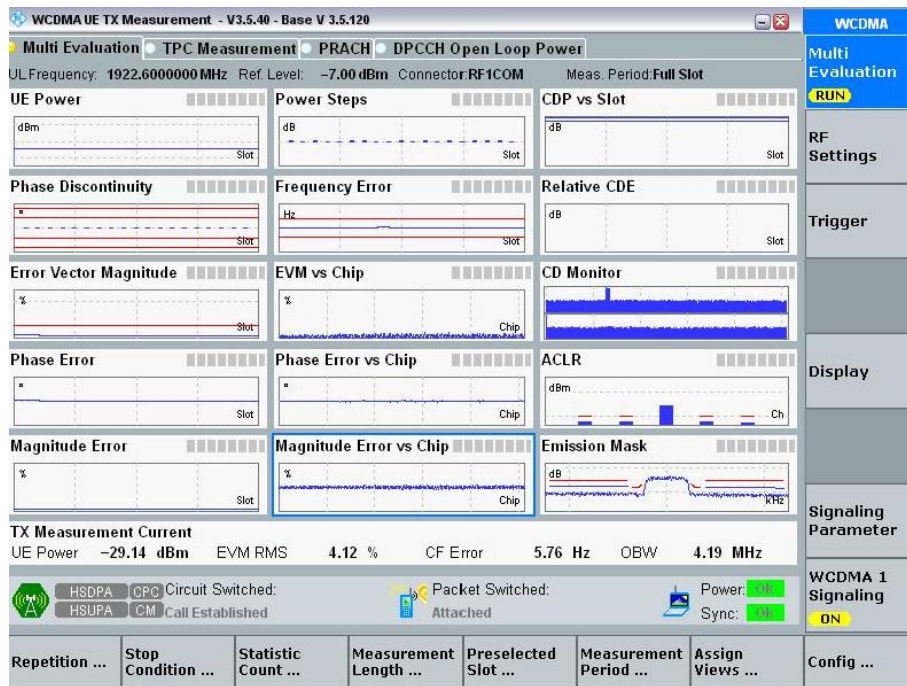 WCDMA UE TX Measurement - V3.5.40 - Base V 3.5.120
WCDMA
Multi Evaluation TPC Measurement PRACH DPCCH Open Loop Power
Multi Evaluation
RUN
UL Frequency: 1922.6000000 MHz Ref. Level: -7.00 dBm Connector: RF1COM Meas. Period: Full Slot
UE Power
dBm
Slot
Power Steps
dB
Slot
CDP vs Slot
dB
Slot
RF Settings
Phase Discontinuity
°
Slot
Frequency Error
Hz
Slot
Relative CDE
dB
Slot
Trigger
Error Vector Magnitude
%
Slot
EVM vs Chip
%
Chip
CD Monitor
Phase Error
°
Slot
Phase Error vs Chip
°
Chip
ACLR
dBm
Ch
Display
Magnitude Error
%
Slot
Magnitude Error vs Chip
%
Chip
Emission Mask
dB
kHz
Signaling Parameter
TX Measurement Current
UE Power -29.14 dBm EVM RMS 4.12 % CF Error 5.76 Hz OBW 4.19 MHz
HSDPA CPC Circuit Switched:
HSUPA CM Call Established
Packet Switched:
Attached
Power: OK
Sync: OK
WCDMA 1 Signaling
ON
Repetition ...
Stop Condition ...
Statistic Count ...
Measurement Length ...
Preselected Slot ...
Measurement Period ...
Assign Views ...
Config ...